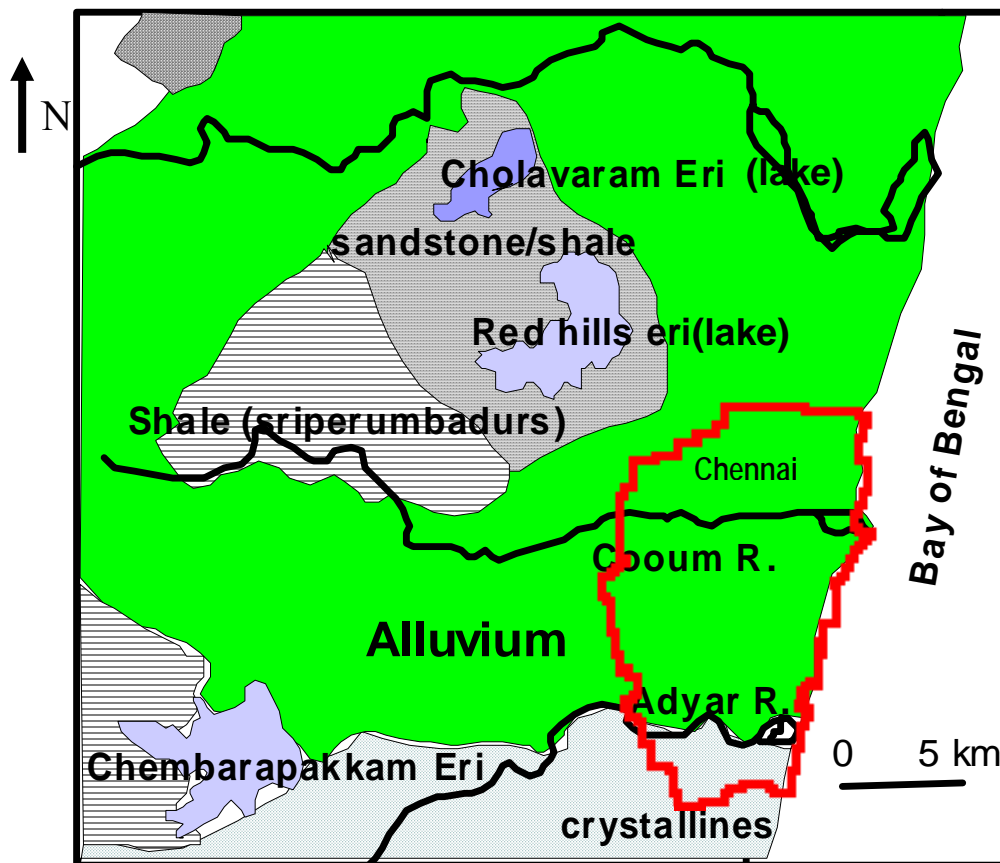 N
Cholavaram Eri (lake)
sandstone/shale
Red hills eri(lake)
Shale (sriperumbadurs)
Chennai
Bay of Bengal
Cooum R.
Alluvium
Adyar R.
0 5 km
Chembarapakkam Eri
crystallines